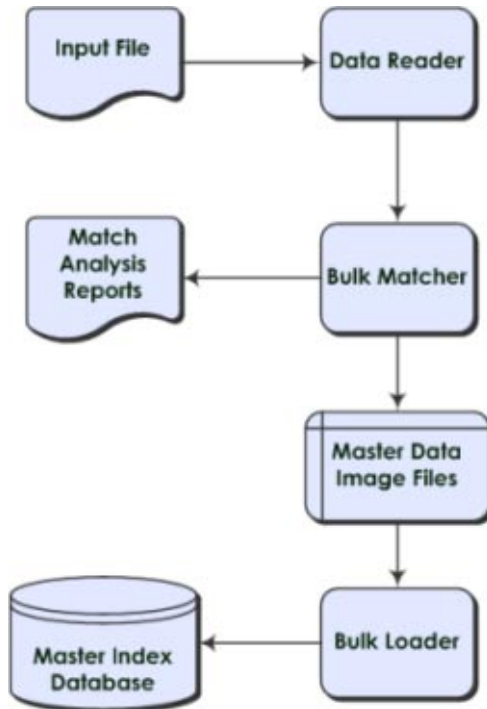 Input File
Data Reader
Match
Analysis
Reports
Bulk Matcher
Master Data
Image Files
Master Index
Database
Bulk Loader